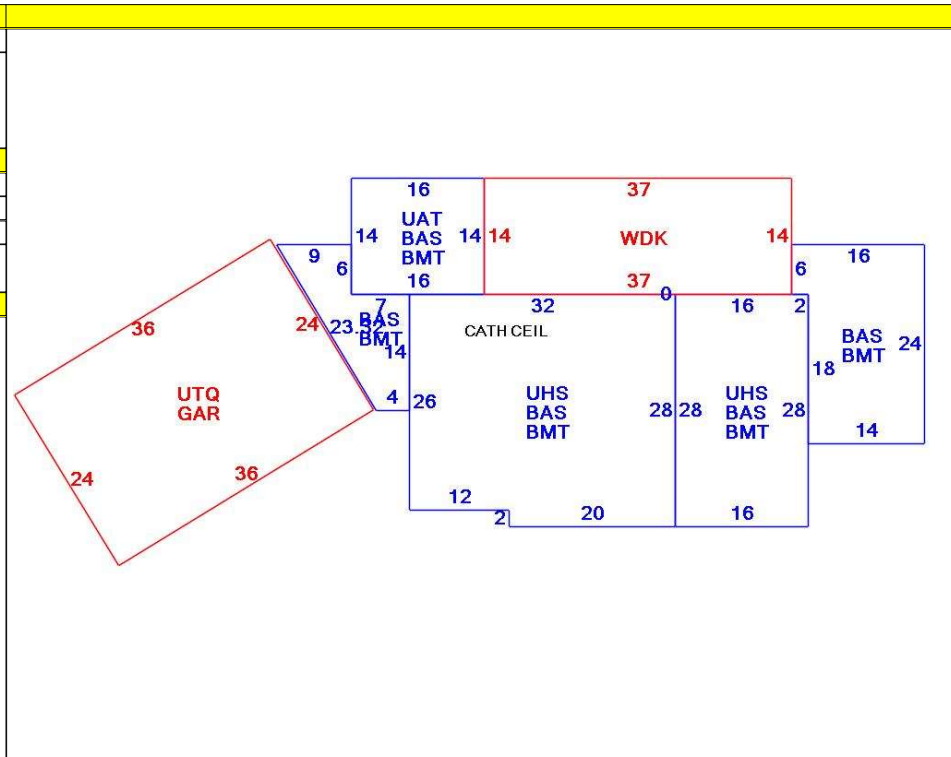 16
37
UAT
BAS
BMT
14
14
14
WDK
14
9
6
16
37
0
6
16
36
24
23.32
7
BAS
BMT
14
32
CATH CEIL
16
2
BAS
BMT
24
18
UTQ
GAR
4
26
UHS
BAS
BMT
28
28
UHS
BAS
BMT
28
14
24
36
12
2
20
16